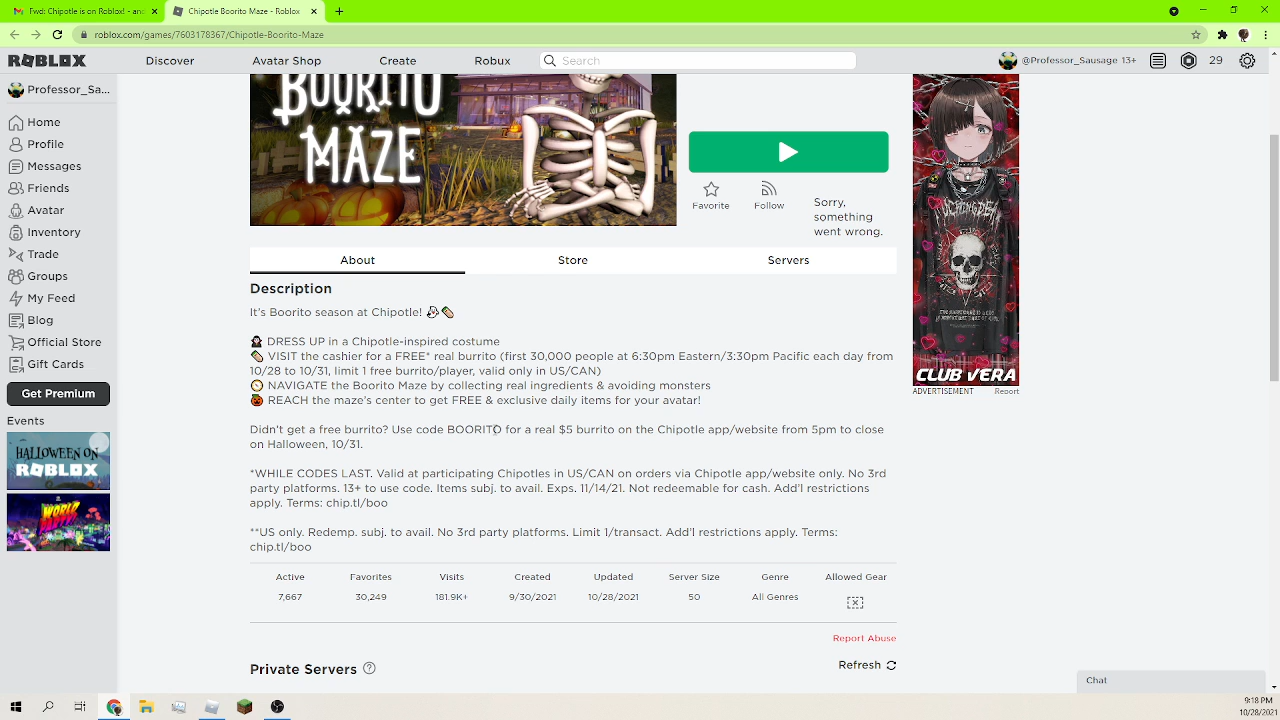 Fwd: Chipotle is on Roblox - and
Chipotle Boorito Maze - Roblox
roblox.com/games/7603178367/Chipotle-Boorito-Maze
ROBLOX
Discover
Avatar Shop
Create
Robux
Search
@Professor_Sausage 13+
29
Professor_Sa...
Home
Profile
Messages
Friends
Avatar
Inventory
Trade
Groups
My Feed
Blog
Official Store
Gift Cards
Get Premium
Events
HALLOWEEN ON
ROBLOX
WORLD
PARTY
BOORITO
MAZE
Favorite
Follow
Sorry,
something
went wrong.
About
Store
Servers
Description
It's Boorito season at Chipotle!
DRESS UP in a Chipotle-inspired costume
VISIT the cashier for a FREE* real burrito (first 30,000 people at 6:30pm Eastern/3:30pm Pacific each day from
10/28 to 10/31, limit 1 free burrito/player, valid only in US/CAN)
NAVIGATE the Boorito Maze by collecting real ingredients & avoiding monsters
REACH the maze's center to get FREE & exclusive daily items for your avatar!
Didn't get a free burrito? Use code BOORITO for a real $5 burrito on the Chipotle app/website from 5pm to close
on Halloween, 10/31.
*WHILE CODES LAST. Valid at participating Chipotles in US/CAN on orders via Chipotle app/website only. No 3rd
party platforms. 13+ to use code. Items subj. to avail. Exps. 11/14/21. Not redeemable for cash. Add'l restrictions
apply. Terms: chip.tl/boo
**US only. Redemp. subj. to avail. No 3rd party platforms. Limit 1/transact. Add'l restrictions apply. Terms:
chip.tl/boo
Active
Favorites
Visits
Created
Updated
Server Size
Genre
Allowed Gear
7,667
30,249
181.9K+
9/30/2021
10/28/2021
50
All Genres
Report Abuse
Private Servers
Refresh
CLUB VERA
ADVERTISEMENT
Report
Chat
9:18 PM
10/28/2021